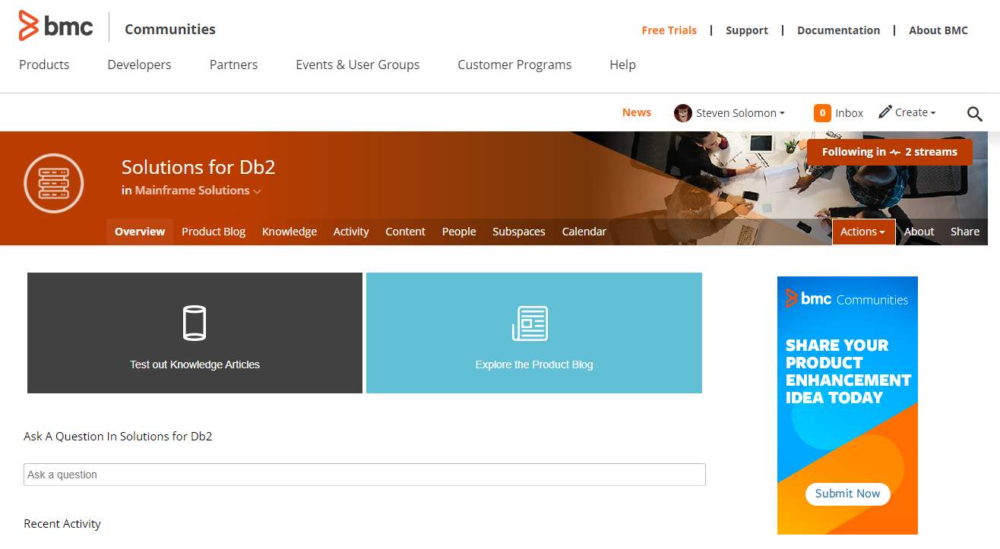 bmc Communities
Free Trials | Support | Documentation | About BMC
Products Developers Partners Events & User Groups Customer Programs Help
News Steven Solomon 0 Inbox Create
Following in 2 streams
Solutions for Db2
in Mainframe Solutions
Overview Product Blog Knowledge Activity Content People Subspaces Calendar Actions About Share
Test out Knowledge Articles
Explore the Product Blog
bmc Communities
SHARE YOUR
PRODUCT
ENHANCEMENT
IDEA TODAY
Submit Now
Ask A Question In Solutions for Db2
Ask a question
Recent Activity